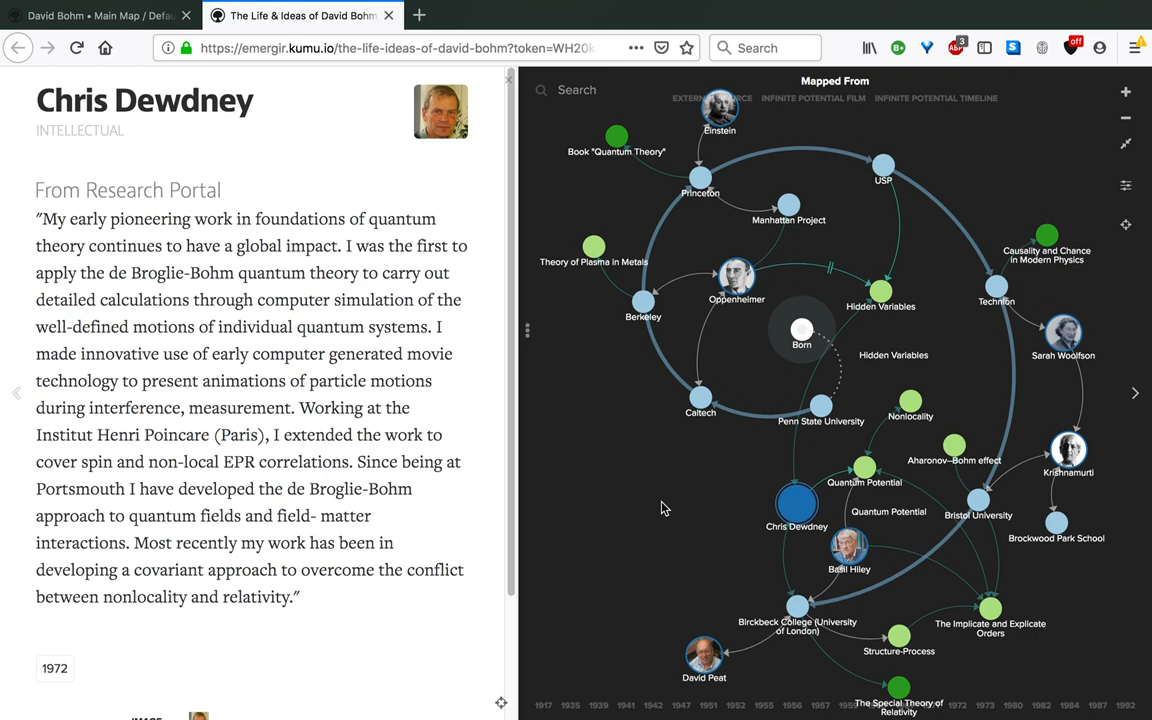 David Bohm • Main Map / Defau
The Life & Ideas of David Bohm
https://emergir.kumu.io/the-life-ideas-of-david-bohm?token=WH20k
Search
3
off
Chris Dewdney
INTELLECTUAL
From Research Portal
"My early pioneering work in foundations of quantum
theory continues to have a global impact. I was the first to
apply the de Broglie-Bohm quantum theory to carry out
detailed calculations through computer simulation of the
well-defined motions of individual quantum systems. I
made innovative use of early computer generated movie
technology to present animations of particle motions
during interference, measurement. Working at the
Institut Henri Poincare (Paris), I extended the work to
cover spin and non-local EPR correlations. Since being at
Portsmouth I have developed the de Broglie-Bohm
approach to quantum fields and field- matter
interactions. Most recently my work has been in
developing a covariant approach to overcome the conflict
between nonlocality and relativity."
1972
IMAGE
Search
Mapped From
INFINITE POTENTIAL FILM
INFINITE POTENTIAL TIMELINE
Einstein
Book "Quantum Theory"
Princeton
USP
Manhattan Project
Theory of Plasma in Metals
Causality and Chance
in Modern Physics
Oppenheimer
Berkeley
Hidden Variables
Technion
Born
Sarah Woolfson
Hidden Variables
Caltech
Penn State University
Nonlocality
Aharonov–Bohm effect
Krishnamurti
Quantum Potential
Quantum Potential
Bristol University
Chris Dewdney
Brockwood Park School
Basil Hiley
Birckbeck College (University
of London)
The Implicate and Explicate
Orders
Structure-Process
David Peat
The Special Theory of
Relativity
1917 1935 1939 1941 1942 1947 1951 1952 1955 1956 1957 1959 1972 1973 1980 1982 1984 1987 1992